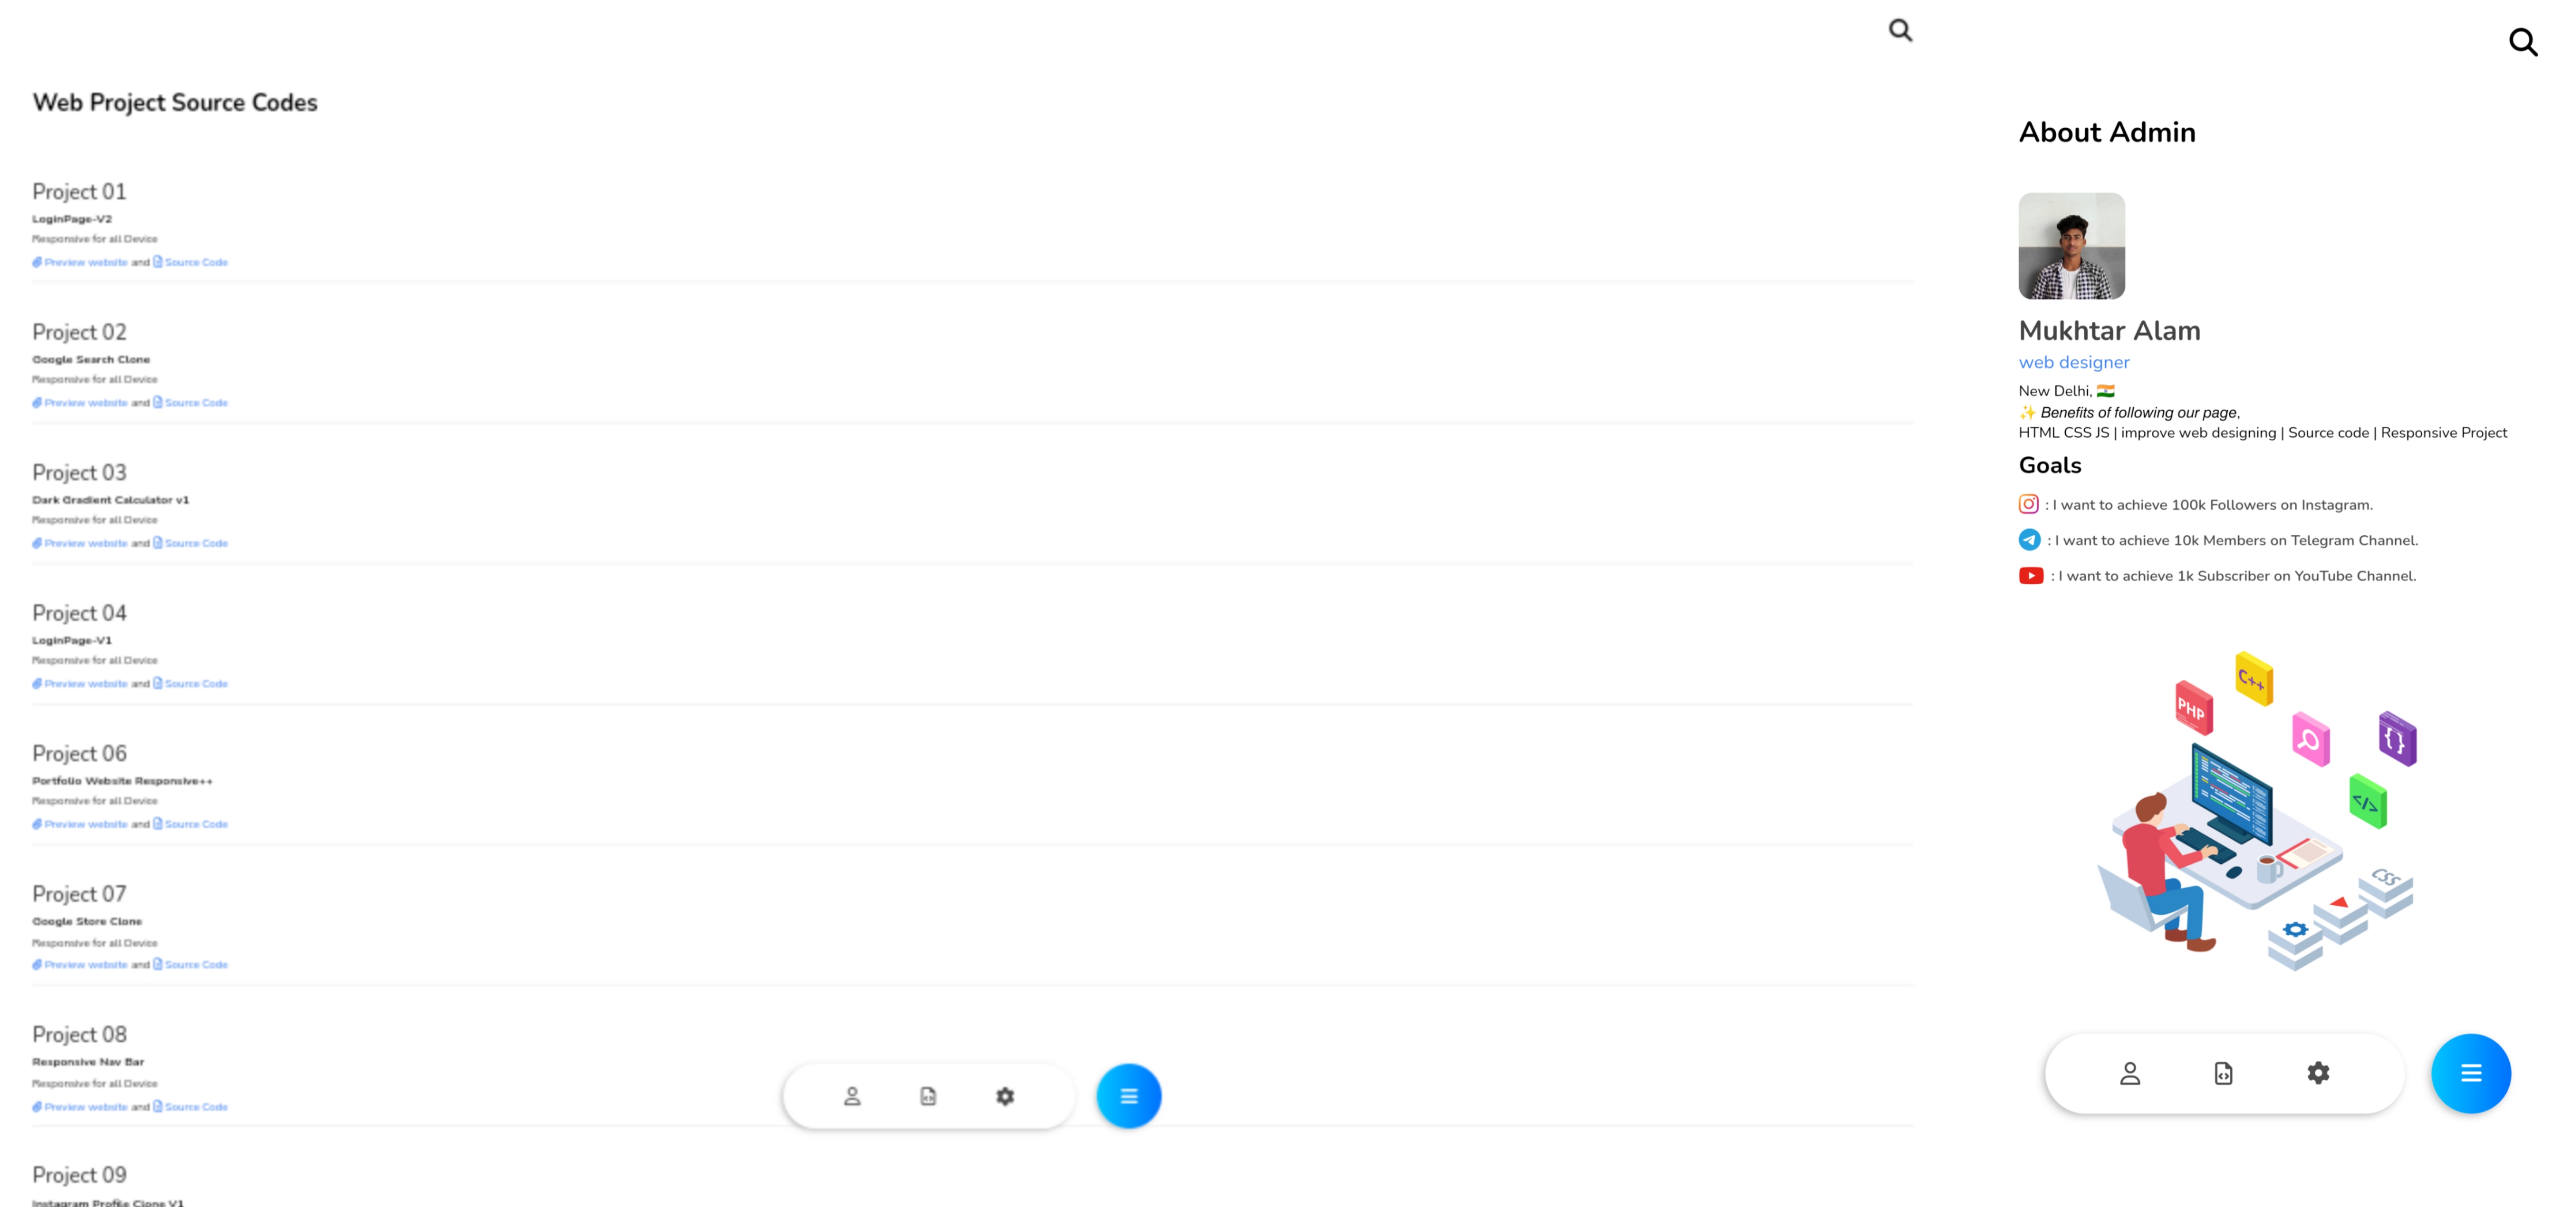 Web Project Source Codes
Project 01
LoginPage-V2
Responsive for all Device
Preview website and Source Code
Project 02
Google Search Clone
Responsive for all Device
Preview website and Source Code
Project 03
Dark Gradient Calculator v1
Responsive for all Device
Preview website and Source Code
Project 04
LoginPage-V1
Responsive for all Device
Preview website and Source Code
Project 06
Portfolio Website Responsive++
Responsive for all Device
Preview website and Source Code
Project 07
Google Store Clone
Responsive for all Device
Preview website and Source Code
Project 08
Responsive Nav Bar
Responsive for all Device
Preview website and Source Code
Project 09
Instagram Profile Clone V1
About Admin
Mukhtar Alam
web designer
New Delhi, 🇮🇳
✨ Benefits of following our page,
HTML CSS JS | improve web designing | Source code | Responsive Project
Goals
: I want to achieve 100k Followers on Instagram.
: I want to achieve 10k Members on Telegram Channel.
: I want to achieve 1k Subscriber on YouTube Channel.
C++
PHP
{}
</>
CSS